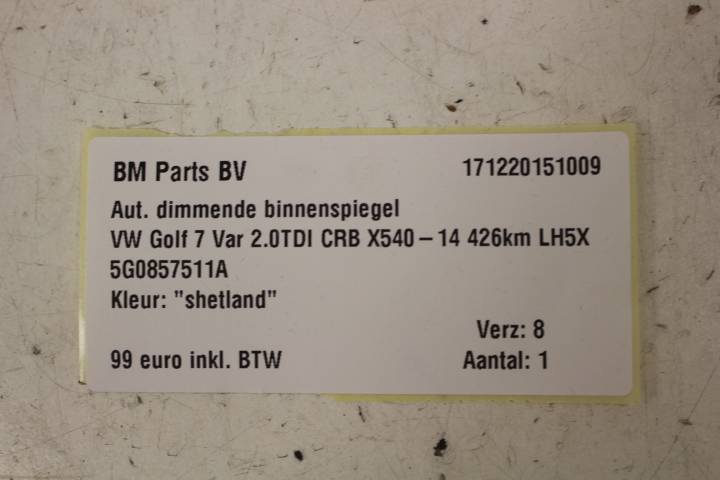 BM Parts BV 171220151009
Aut. dimmende binnenspiegel
VW Golf 7 Var 2.0TDI CRB X540 – 14 426km LH5X
5G0857511A
Kleur: "shetland"
Verz: 8
99 euro inkl. BTW Aantal: 1